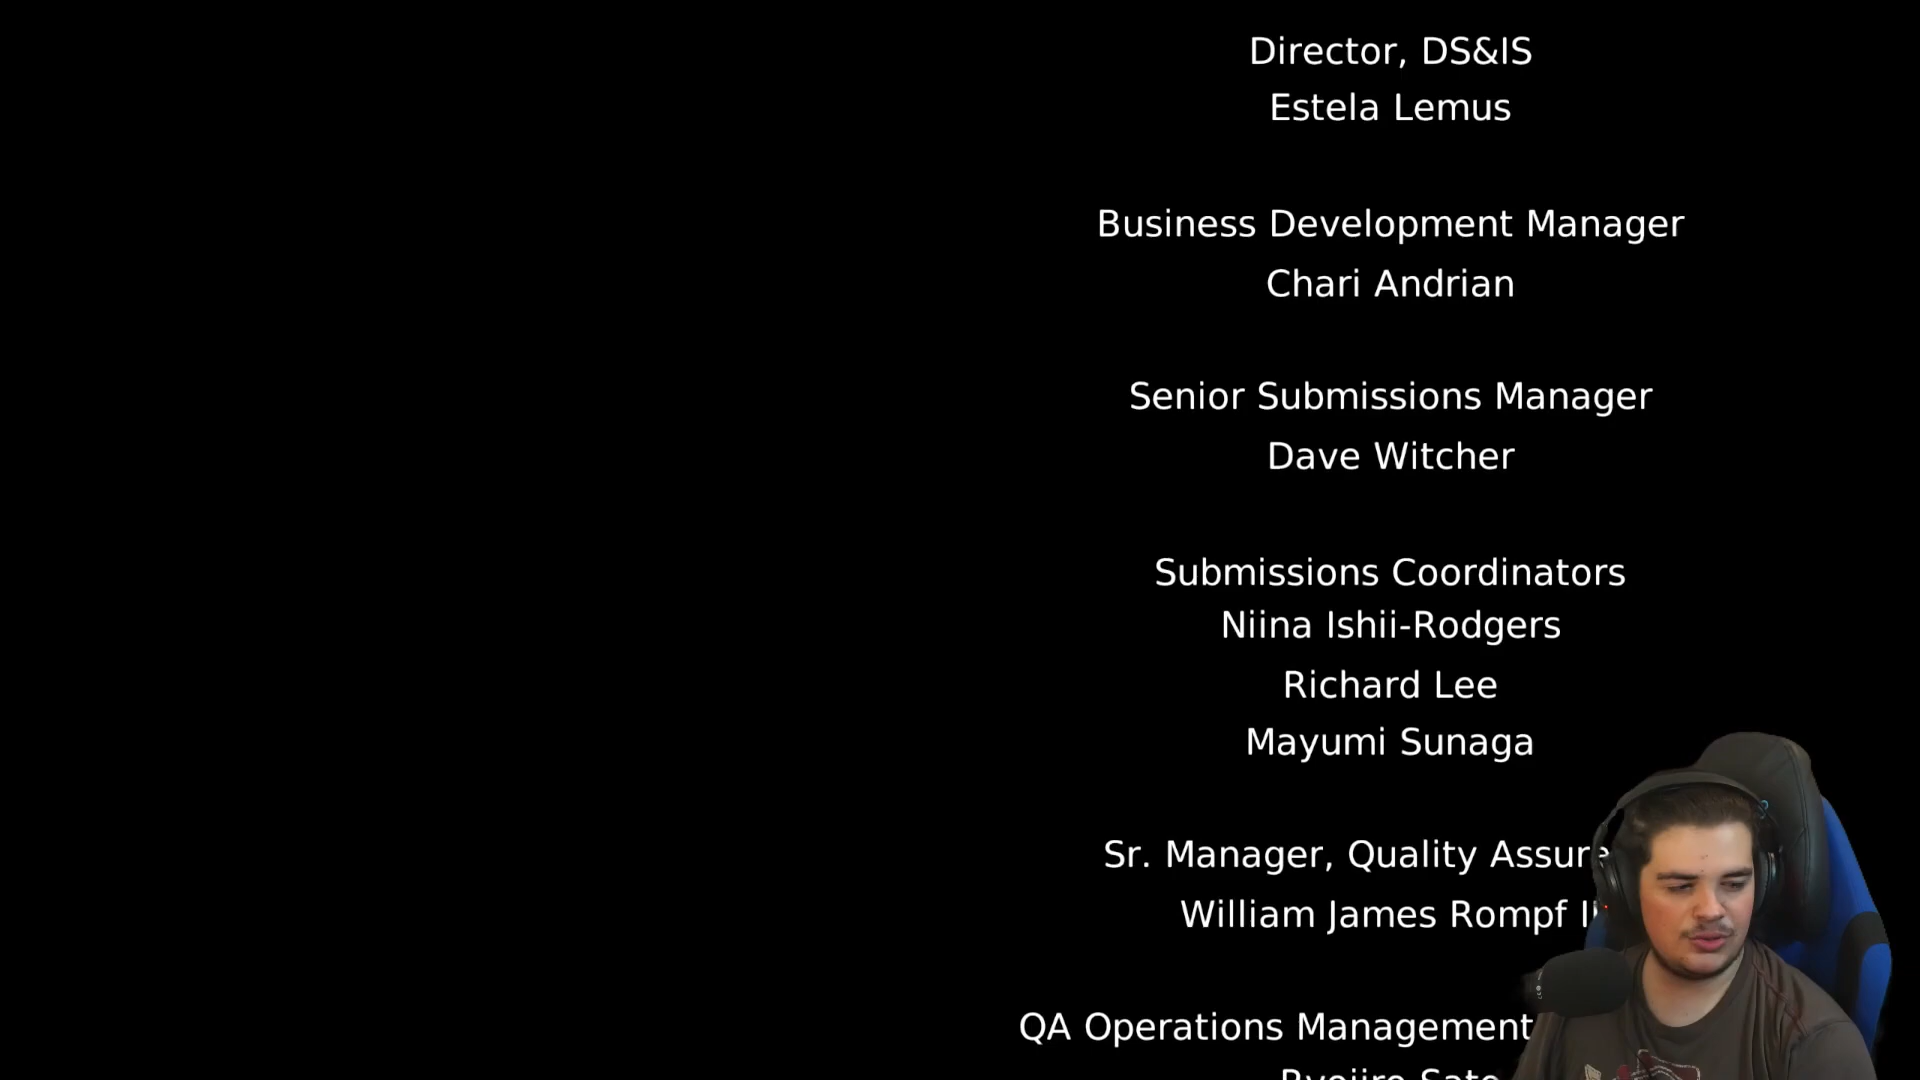 Director, DS&IS
Estela Lemus
Business Development Manager
Chari Andrian
Senior Submissions Manager
Dave Witcher
Submissions Coordinators
Niina Ishii-Rodgers
Richard Lee
Mayumi Sunaga
Sr. Manager, Quality
William James Rompf
QA Operations Management